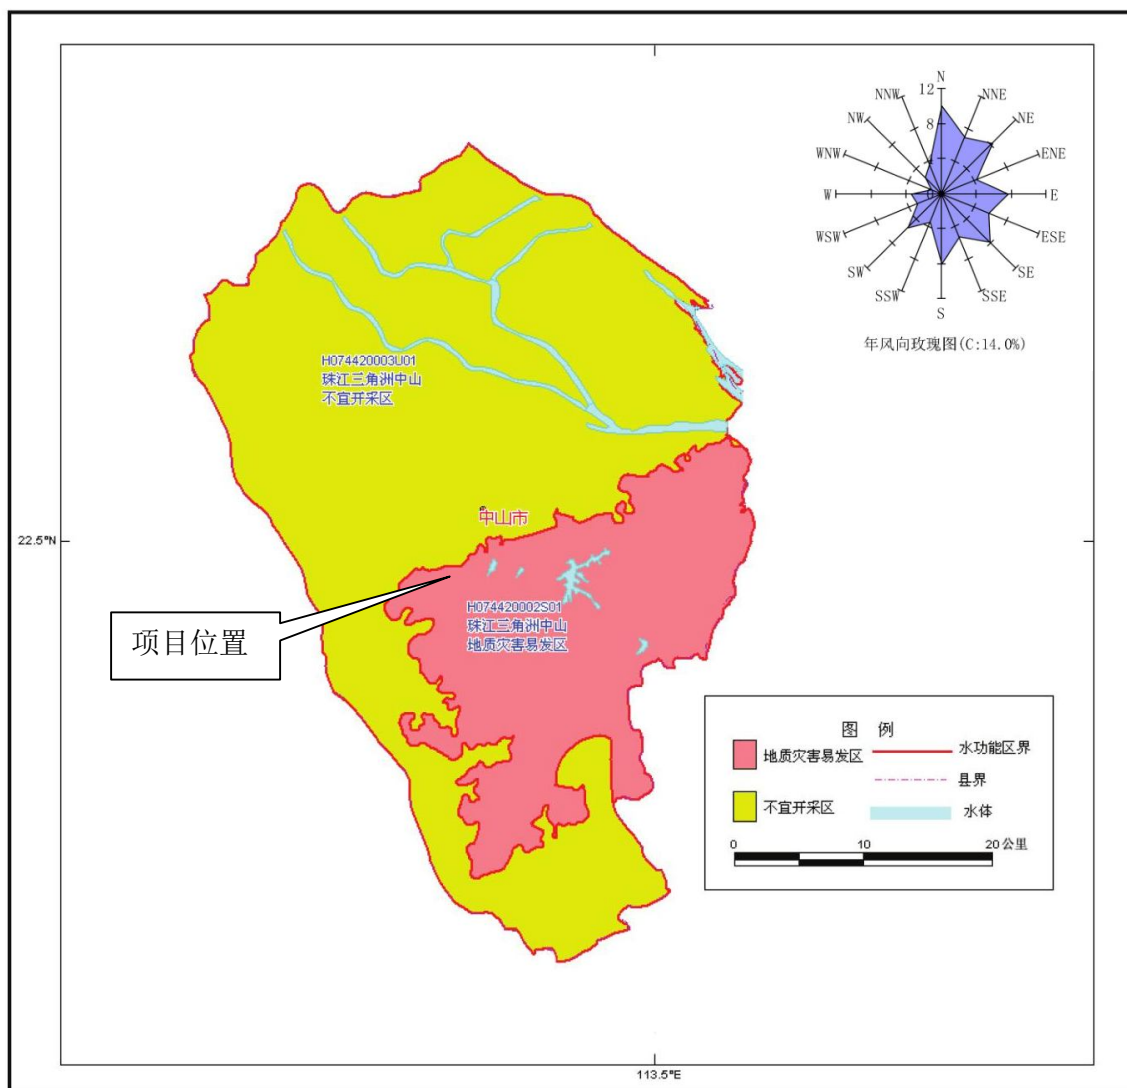 N
12
NNW
NNE
8
NW
NE
WNW
ENE
W
0
E
WSW
ESE
SW
SE
SSW
SSE
S
年风向玫瑰图(C:14.0%)
H074420003U01
珠江三角洲中山
不宜开采区
中山市
22.5°N
H074420002S01
珠江三角洲中山
地质灾害易发区
项目位置
图 例
地质灾害易发区
水功能区界
县界
不宜开采区
水体
0 10 20 公里
113.5°E